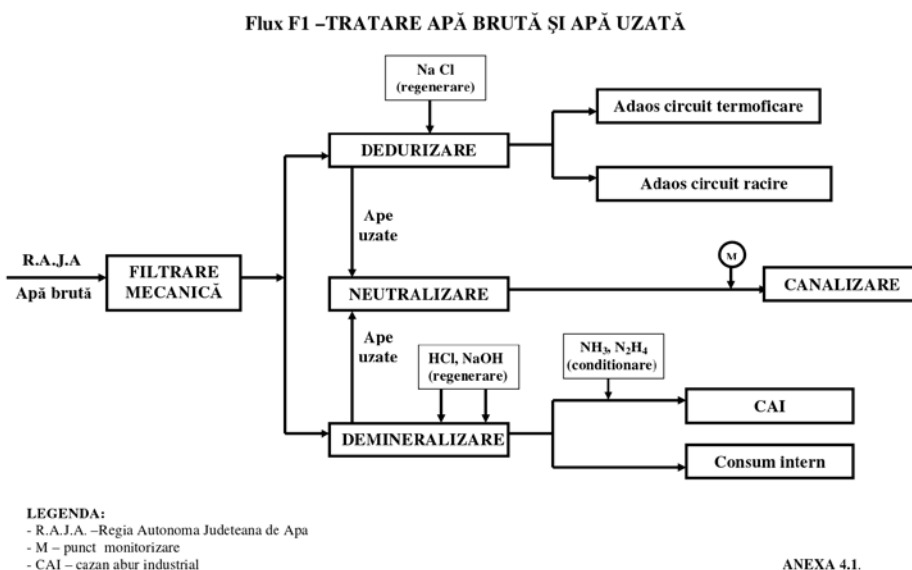 Flux F1 –TRATARE APĂ BRUTĂ ŞI APĂ UZATĂ
Na Cl
(regenerare)
Adaos circuit termoficare
DEDURIZARE
Adaos circuit racire
Ape
uzate
R.A.J.A
Apă brută
FILTRARE
MECANICĂ
M
NEUTRALIZARE
CANALIZARE
Ape
uzate
HCl, NaOH
(regenerare)
NH₃, N₂H₄
(conditionare)
CAI
DEMINERALIZARE
Consum intern
LEGENDA:
- R.A.J.A. –Regia Autonoma Judeteana de Apa
- M – punct monitorizare
- CAI – cazan abur industrial
ANEXA 4.1.